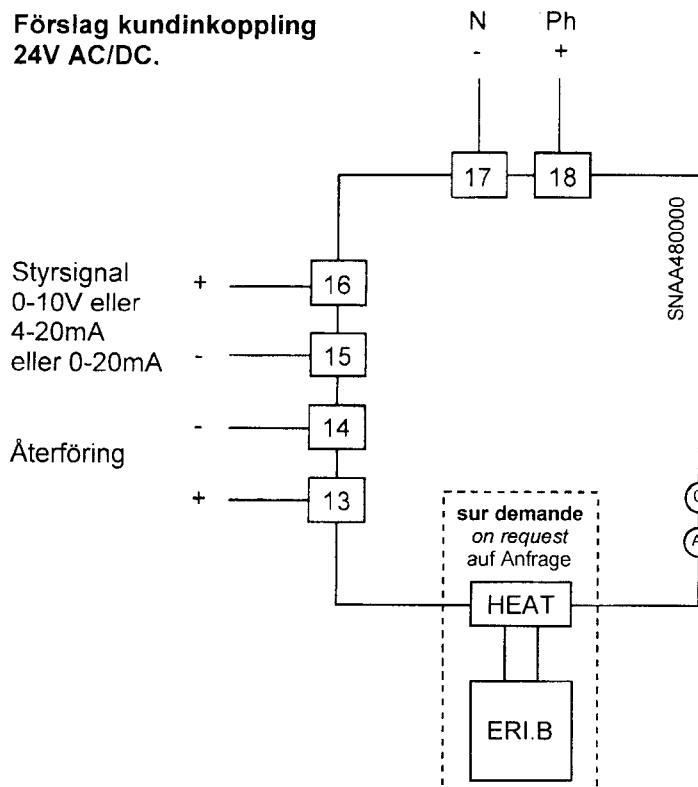 Förslag kundinkoppling
24V AC/DC.
N Ph
- +
17 18
SNAA480000
Styrsignal
0-10V eller
4-20mA
eller 0-20mA
+ 16
- 15
- 14
Återföring
+ 13
sur demande
on request
auf Anfrage
HEAT
ERI.B